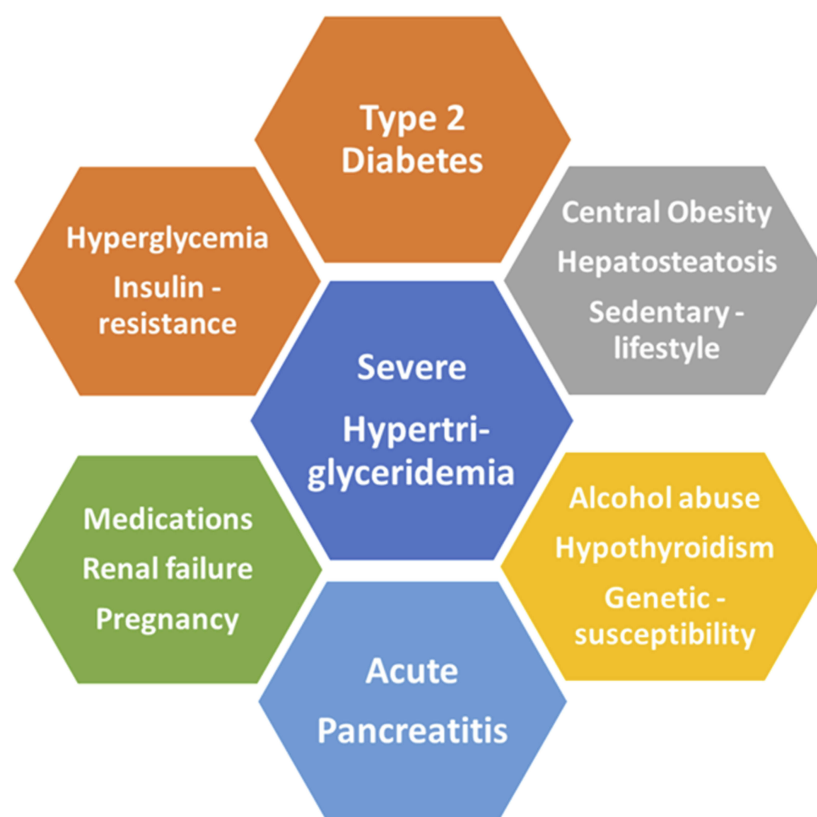 Type 2
Diabetes
Hyperglycemia
Insulin -
resistance
Central Obesity
Hepatosteatosis
Sedentary -
lifestyle
Severe
Hypertri-
glyceridemia
Medications
Renal failure
Pregnancy
Alcohol abuse
Hypothyroidism
Genetic -
susceptibility
Acute
Pancreatitis